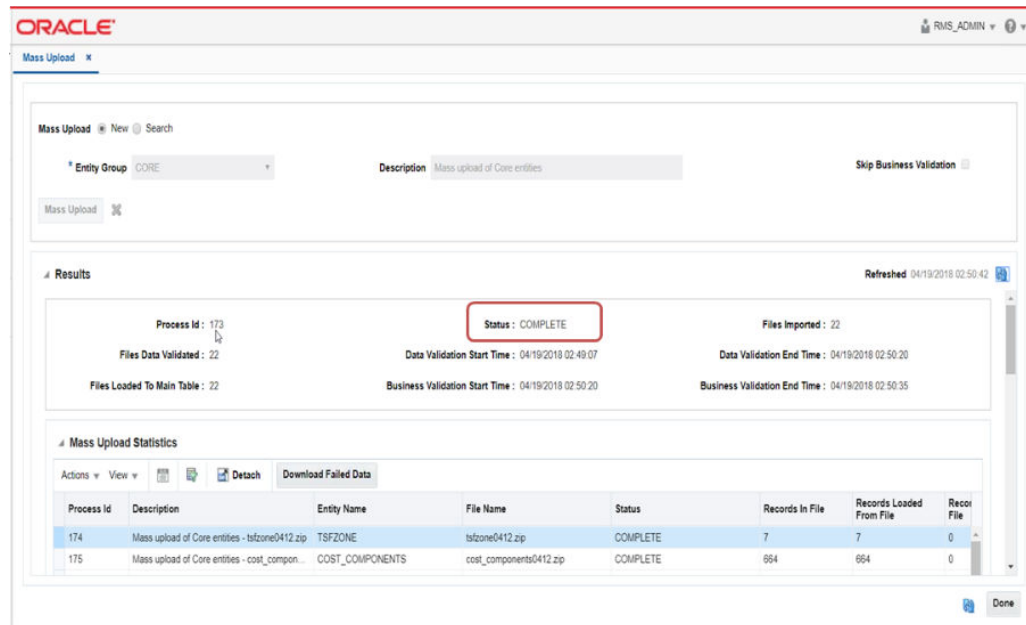 ORACLE
RMS_ADMIN
Mass Upload
Mass Upload New Search
* Entity Group CORE Description Mass upload of Core entities Skip Business Validation
Mass Upload
Results Refreshed 04/19/2018 02:50:42
Process Id : 173 Status : COMPLETE Files Imported : 22
Files Data Validated : 22 Data Validation Start Time : 04/19/2018 02:49:07 Data Validation End Time : 04/19/2018 02:50:20
Files Loaded To Main Table : 22 Business Validation Start Time : 04/19/2018 02:50:20 Business Validation End Time : 04/19/2018 02:50:35
Mass Upload Statistics
Actions View Detach Download Failed Data
Process Id Description Entity Name File Name Status Records In File Records Loaded From File Recor File
174 Mass upload of Core entities - tsfzone0412.zip TSFZONE tsfzone0412.zip COMPLETE 7 7 0
175 Mass upload of Core entities - cost_compon... COST_COMPONENTS cost_components0412.zip COMPLETE 664 664 0
Done